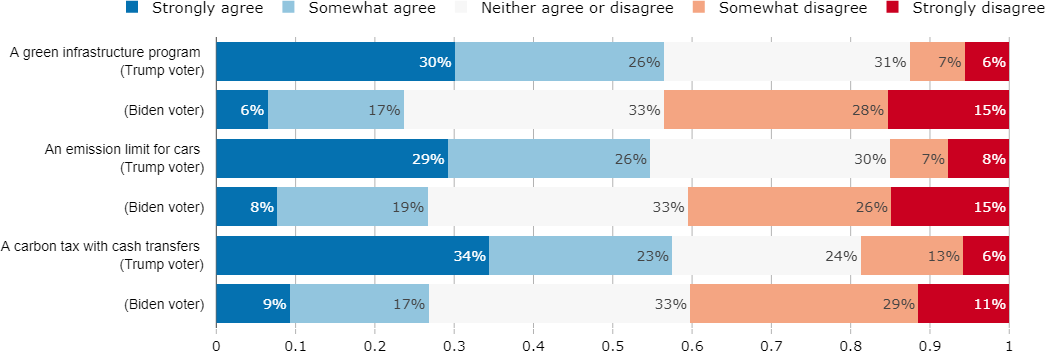 Strongly agree Somewhat agree Neither agree or disagree Somewhat disagree Strongly disagree
A green infrastructure program
(Trump voter)
30% 26% 31% 7% 6%
(Biden voter)
6% 17% 33% 28% 15%
An emission limit for cars
(Trump voter)
29% 26% 30% 7% 8%
(Biden voter)
8% 19% 33% 26% 15%
A carbon tax with cash transfers
(Trump voter)
34% 23% 24% 13% 6%
(Biden voter)
9% 17% 33% 29% 11%
0 0.1 0.2 0.3 0.4 0.5 0.6 0.7 0.8 0.9 1